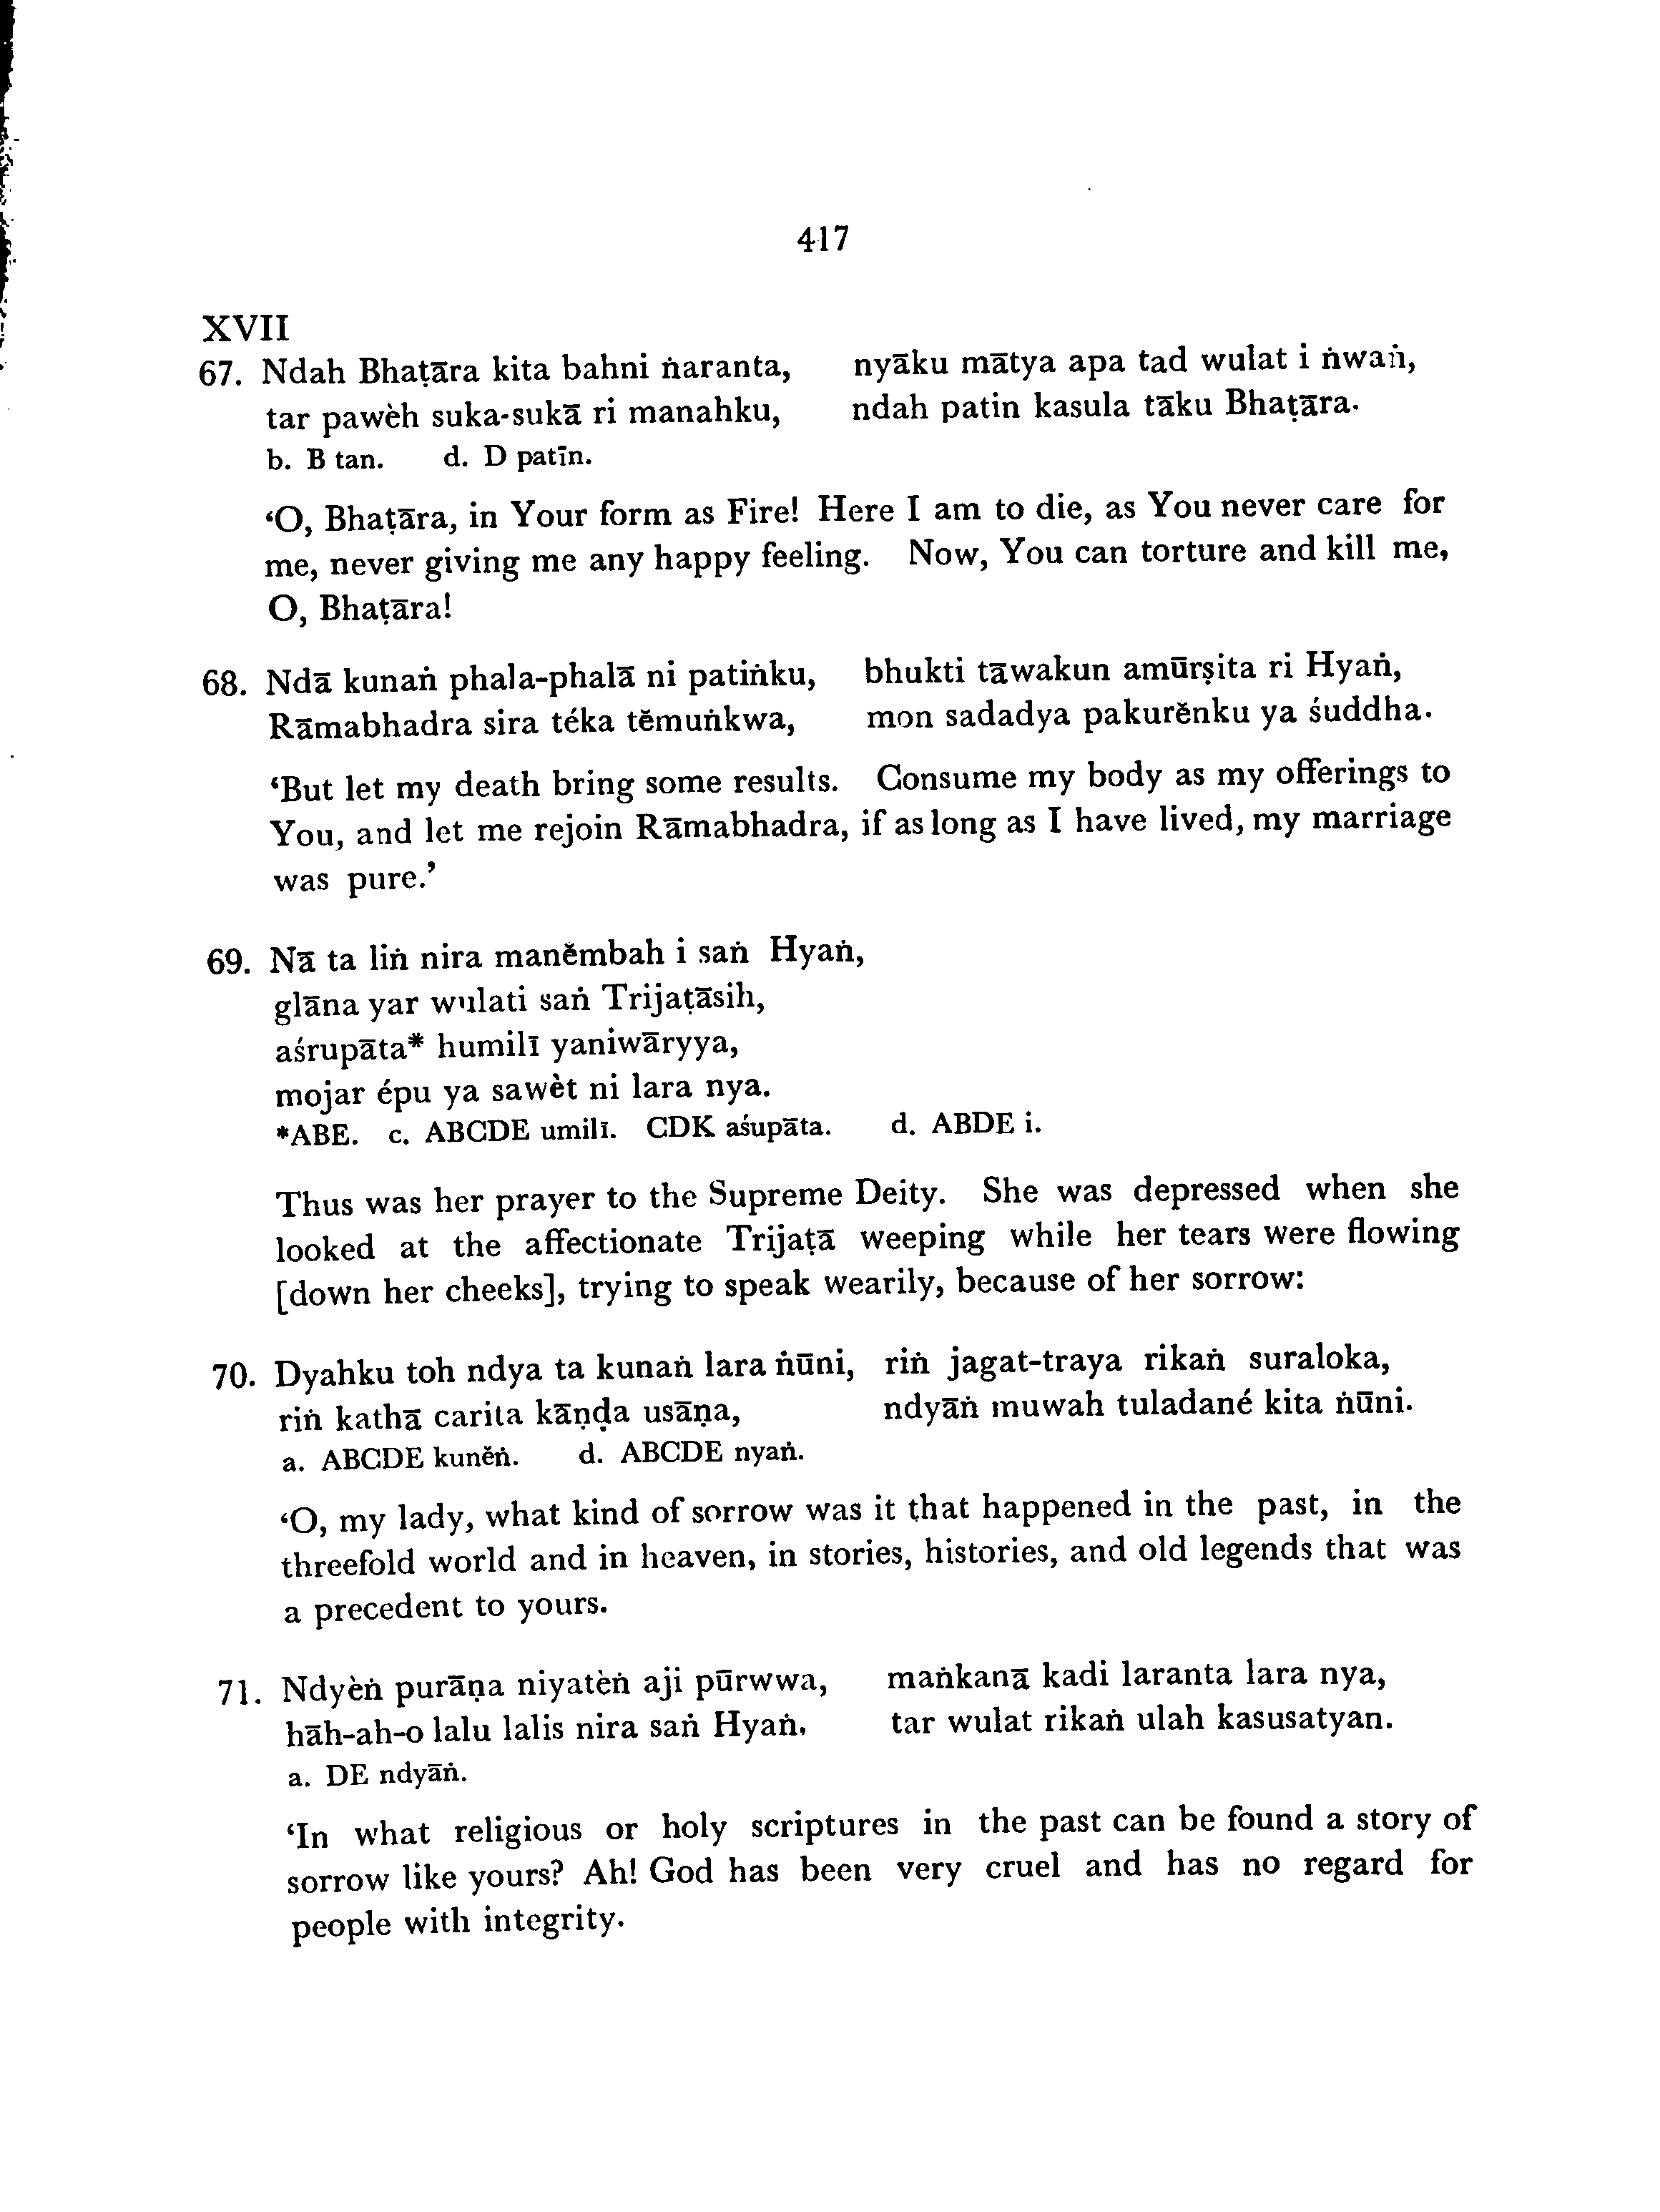 417
XVII
67. Ndah Bhaṭāra kita bahni ṅaranta, nyāku mātya apa tad wulat i ṅwaṅ,
tar pawèh suka-sukā ri manahku, ndah patin kasula tāku Bhaṭāra.
b. B tan. d. D patīn.
‘O, Bhaṭāra, in Your form as Fire! Here I am to die, as You never care for
me, never giving me any happy feeling. Now, You can torture and kill me,
O, Bhaṭāra!
68. Ndā kunaṅ phala-phalā ni patiṅku, bhukti tāwakun amūrṣita ri Hyaṅ,
Rāmabhadra sira téka tĕmuṅkwa, mon sadadya pakurĕnku ya śuddha.
‘But let my death bring some results. Consume my body as my offerings to
You, and let me rejoin Rāmabhadra, if as long as I have lived, my marriage
was pure.’
69. Nā ta liṅ nira manĕmbah i saṅ Hyaṅ,
glāna yar wulati saṅ Trijaṭāsih,
aśrupāta* humilī yaniwāryya,
mojar épu ya sawèt ni lara nya.
*ABE. c. ABCDE umilī. CDK aśupāta. d. ABDE i.
Thus was her prayer to the Supreme Deity. She was depressed when she
looked at the affectionate Trijaṭā weeping while her tears were flowing
[down her cheeks], trying to speak wearily, because of her sorrow:
70. Dyahku toh ndya ta kunaṅ lara ṅūni, riṅ jagat-traya rikaṅ suraloka,
riṅ kathā carita kāṇḍa usāṇa, ndyāṅ muwah tuladané kita ṅūni.
a. ABCDE kunĕṅ. d. ABCDE nyaṅ.
‘O, my lady, what kind of sorrow was it that happened in the past, in the
threefold world and in heaven, in stories, histories, and old legends that was
a precedent to yours.
71. Ndyèṅ purāṇa niyatèṅ aji pūrwwa, maṅkanā kadi laranta lara nya,
hāh-ah-o lalu lalis nira saṅ Hyaṅ, tar wulat rikaṅ ulah kasusatyan.
a. DE ndyāṅ.
‘In what religious or holy scriptures in the past can be found a story of
sorrow like yours? Ah! God has been very cruel and has no regard for
people with integrity.